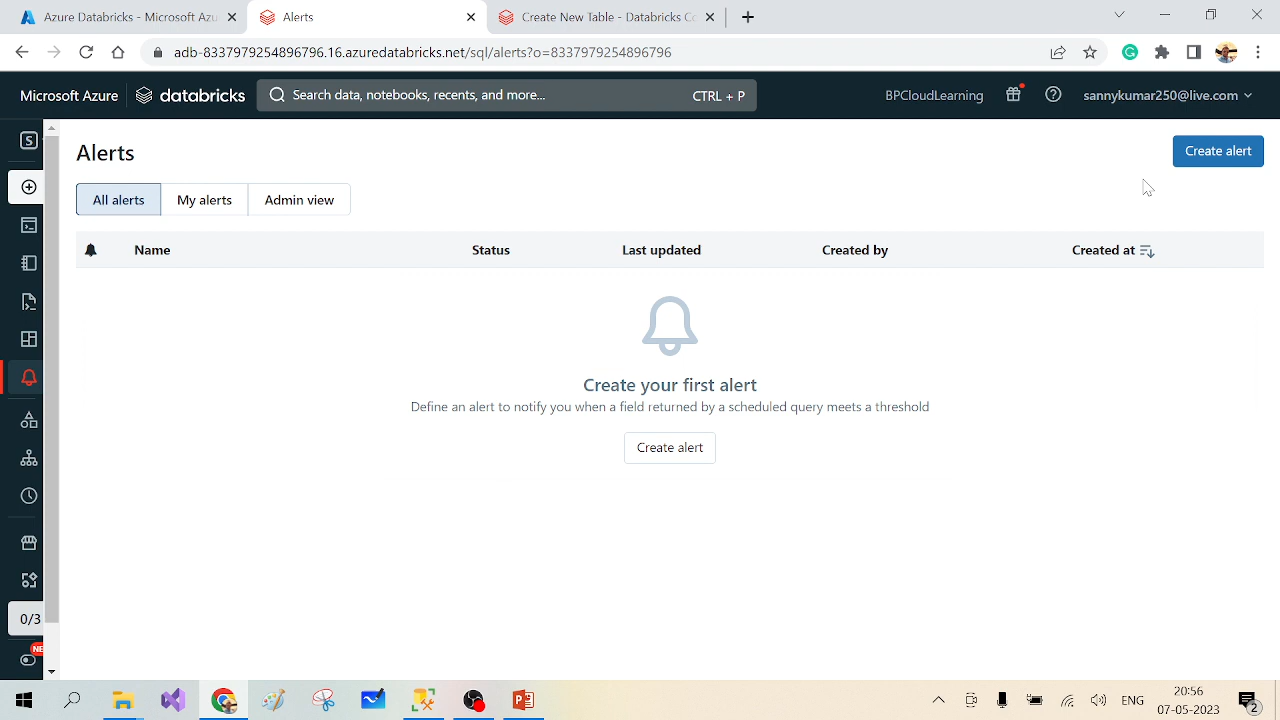 Azure Databricks - Microsoft Azu
Alerts
Create New Table - Databricks Co
adb-8337979254896796.16.azuredatabricks.net/sql/alerts?o=8337979254896796
Microsoft Azure
databricks
Search data, notebooks, recents, and more...
CTRL + P
BPCloudLearning
sannykumar250@live.com
S
Alerts
Create alert
All alerts
My alerts
Admin view
Name
Status
Last updated
Created by
Created at
Create your first alert
Define an alert to notify you when a field returned by a scheduled query meets a threshold
Create alert
0/3
NE
ENG
20:56
07-05-2023
2